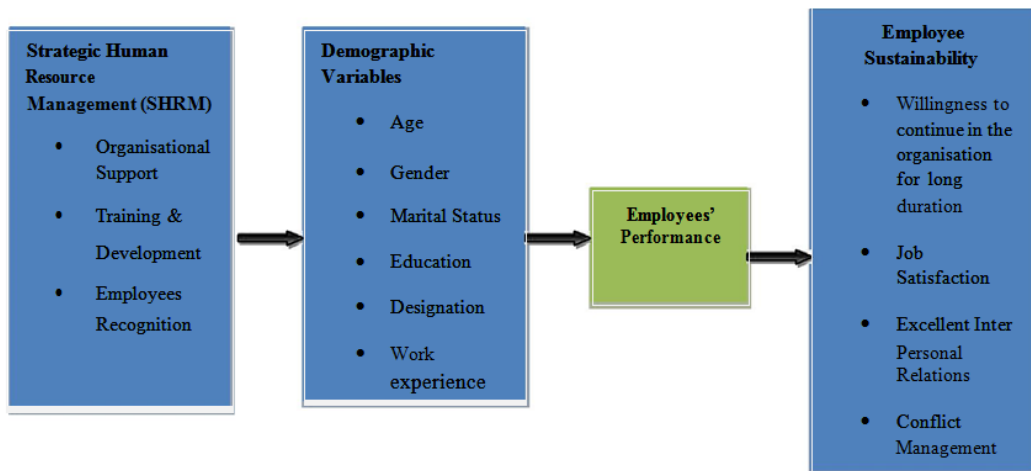 Strategic Human
Resource
Management (SHRM)
• Organisational
Support
• Training &
Development
• Employees
Recognition
Demographic
Variables
• Age
• Gender
• Marital Status
• Education
• Designation
• Work
experience
Employees’
Performance
Employee
Sustainability
• Willingness to
continue in the
organisation
for long
duration
• Job
Satisfaction
• Excellent Inter
Personal
Relations
• Conflict
Management